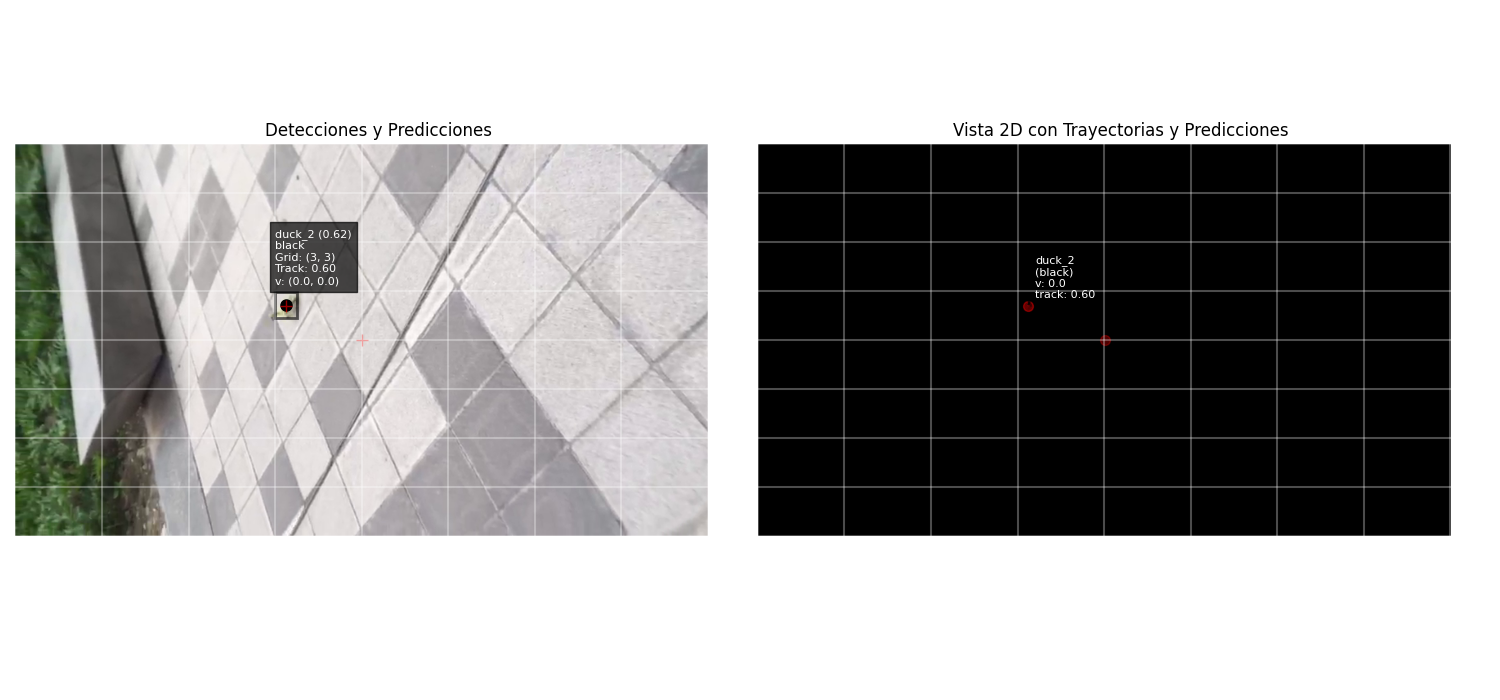 Detecciones y Predicciones
duck_2 (0.62)
black
Grid: (3, 3)
Track: 0.60
v: (0.0, 0.0)
Vista 2D con Trayectorias y Predicciones
duck_2
(black)
v: 0.0
track: 0.60